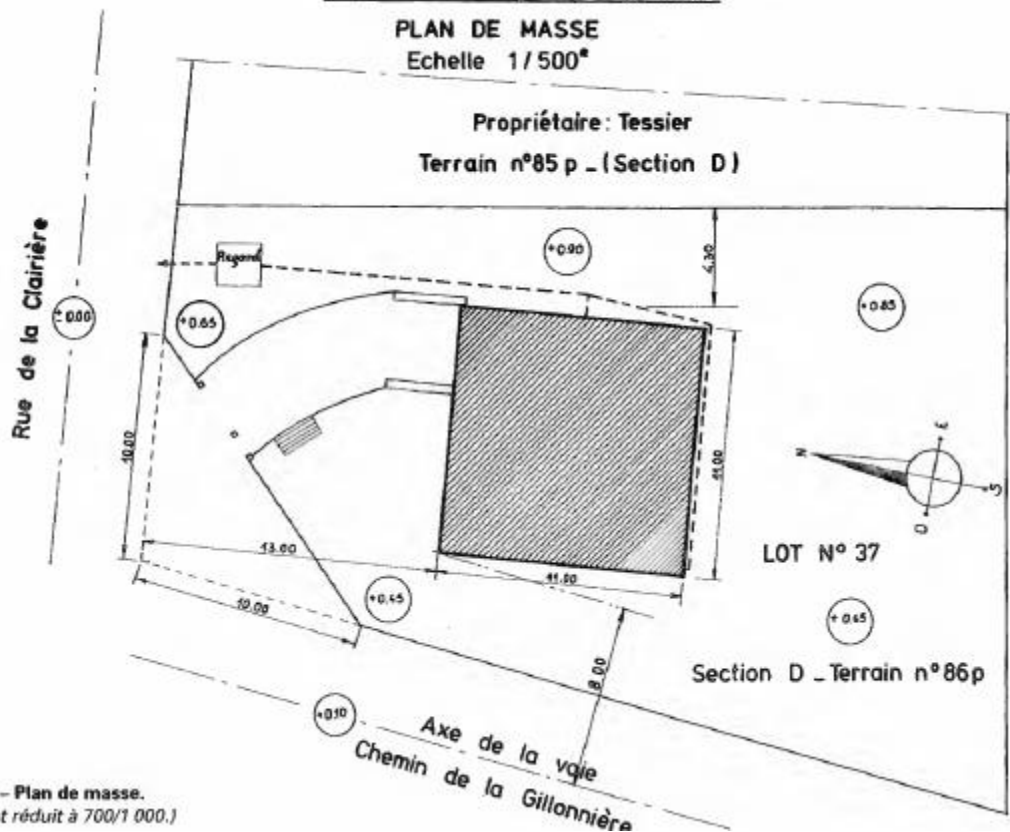 PLAN DE MASSE
Echelle 1/500e
Propriétaire: Tessier
Terrain n°85 p _ (Section D)
Rue de la Clairière
± 0.00
Regard
+0.65
+0.90
4.30
+0.85
10.00
11.00
N
E
S
O
13.00
11.00
LOT N° 37
10.00
+0.45
8.00
+0.65
Section D _ Terrain n°86p
+0.10
Axe de la voie
Chemin de la Gillonnière
– Plan de masse.
t réduit à 700/1 000.)